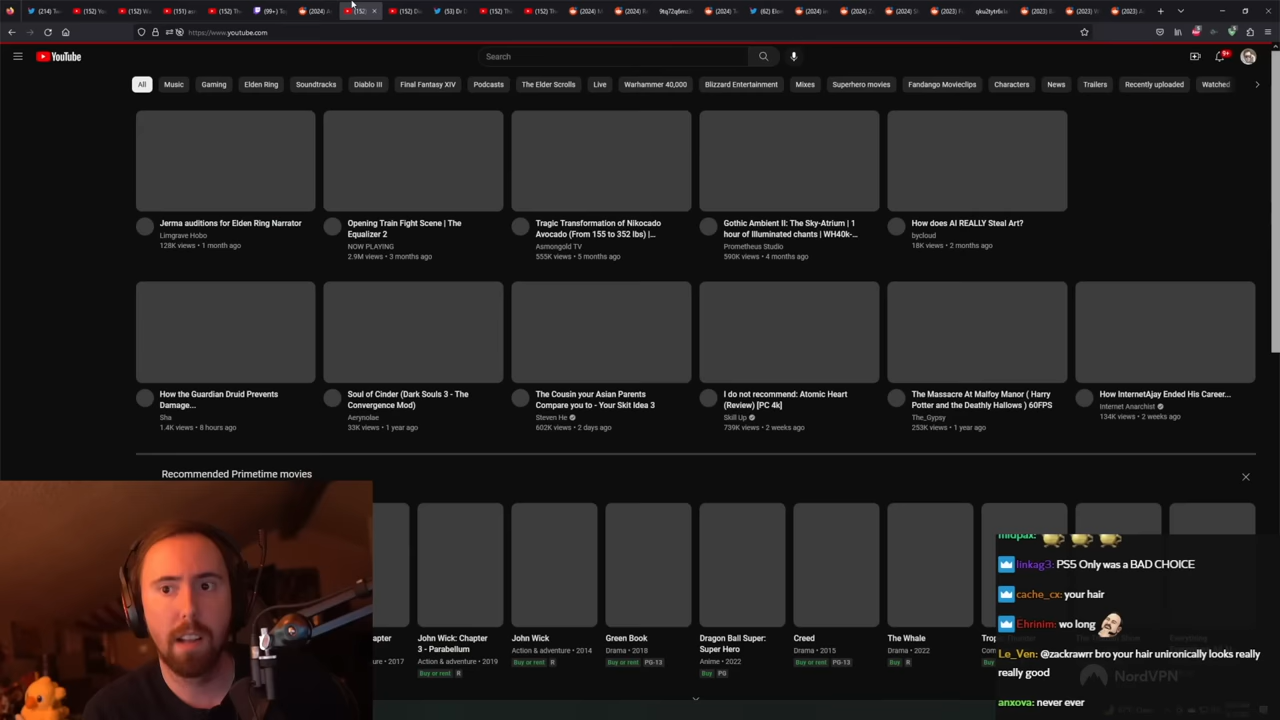 https://www.youtube.com
YouTube
Search
9+
All
Music
Gaming
Elden Ring
Soundtracks
Diablo III
Final Fantasy XIV
Podcasts
The Elder Scrolls
Live
Warhammer 40,000
Blizzard Entertainment
Mixes
Superhero movies
Fandango Movieclips
Characters
News
Trailers
Recently uploaded
Watched
Jerma auditions for Elden Ring Narrator
Limgrave Hobo
128K views • 1 month ago
Opening Train Fight Scene | The
Equalizer 2
NOW PLAYING
2.9M views • 3 months ago
Tragic Transformation of Nikocado
Avocado (From 155 to 352 lbs) |...
Asmongold TV
555K views • 5 months ago
Gothic Ambient II: The Sky-Atrium | 1
hour of Illuminated chants | WH40k-...
Prometheus Studio
590K views • 4 months ago
How does AI REALLY Steal Art?
bycloud
18K views • 2 months ago
How the Guardian Druid Prevents
Damage...
Sha
1.4K views • 8 hours ago
Soul of Cinder (Dark Souls 3 - The
Convergence Mod)
Aerynolae
33K views • 1 year ago
The Cousin your Asian Parents
Compare you to - Your Skit Idea 3
Steven He
602K views • 2 days ago
I do not recommend: Atomic Heart
(Review) [PC 4k]
Skill Up
739K views • 2 weeks ago
The Massacre At Malfoy Manor ( Harry
Potter and the Deathly Hallows ) 60FPS
The_Gypsy
253K views • 1 year ago
How InternetAjay Ended His Career...
Internet Anarchist
134K views • 2 weeks ago
Recommended Primetime movies
apter
2017
John Wick: Chapter
3 - Parabellum
Action & adventure • 2019
Buy or rent R
John Wick
Action & adventure • 2014
Buy or rent R
Green Book
Drama • 2018
Buy or rent PG-13
Dragon Ball Super:
Super Hero
Anime • 2022
Buy PG
Creed
Drama • 2015
Buy or rent PG-13
The Whale
Drama • 2022
Buy R
midpax:
linkag3: PS5 Only was a BAD CHOICE
cache_cx: your hair
Ehrinim: wo long
Le_Ven: @zackrawrr bro your hair unironically looks really
really good
NordVPN
anxova: never ever